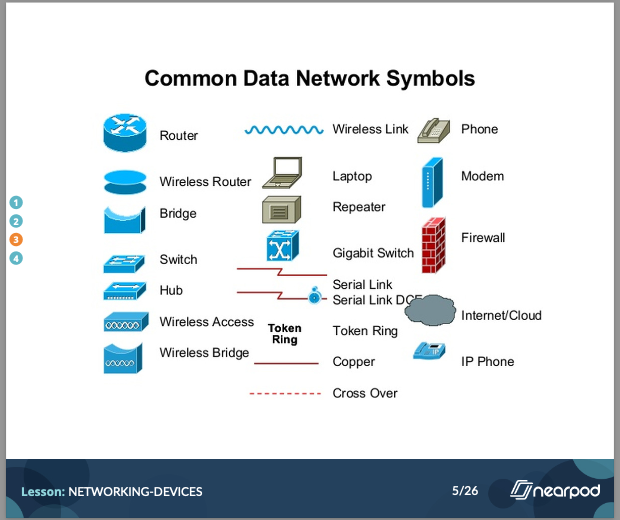 Common Data Network Symbols
Router
Wireless Router
Bridge
Switch
Hub
Wireless Access
Wireless Bridge
Wireless Link
Laptop
Repeater
Gigabit Switch
Serial Link
Serial Link DCE
Token
Ring
Token Ring
Copper
Cross Over
Phone
Modem
Firewall
Internet/Cloud
IP Phone
1
2
3
4
Lesson: NETWORKING-DEVICES
5/26
nearpod